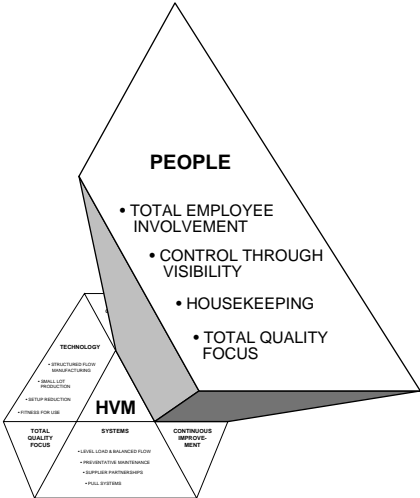 PEOPLE
• TOTAL EMPLOYEE
INVOLVEMENT
• CONTROL THROUGH
VISIBILITY
• HOUSEKEEPING
• TOTAL QUALITY
FOCUS
TECHNOLOGY
• STRUCTURED FLOW
MANUFACTURING
• SMALL LOT
PRODUCTION
• SETUP REDUCTION
• FITNESS FOR USE
HVM
TOTAL
QUALITY
FOCUS
SYSTEMS
• LEVEL LOAD & BALANCED FLOW
• PREVENTATIVE MAINTENANCE
• SUPPLIER PARTNERSHIPS
• PULL SYSTEMS
CONTINUOUS
IMPROVE-
MENT